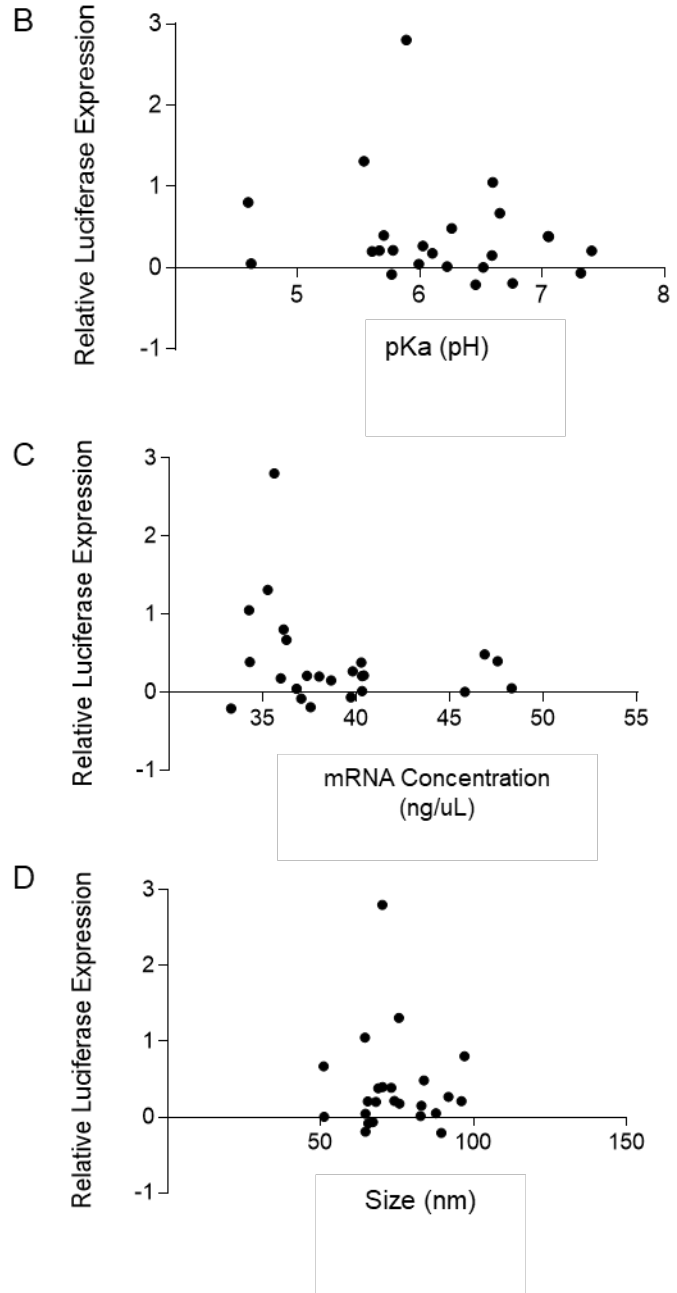 B
Relative Luciferase Expression
3
2
1
0
-1
5 6 7 8
pKa (pH)
C
Relative Luciferase Expression
3
2
1
0
-1
35 40 45 50 55
mRNA Concentration
(ng/uL)
D
Relative Luciferase Expression
3
2
1
0
-1
50 100 150
Size (nm)